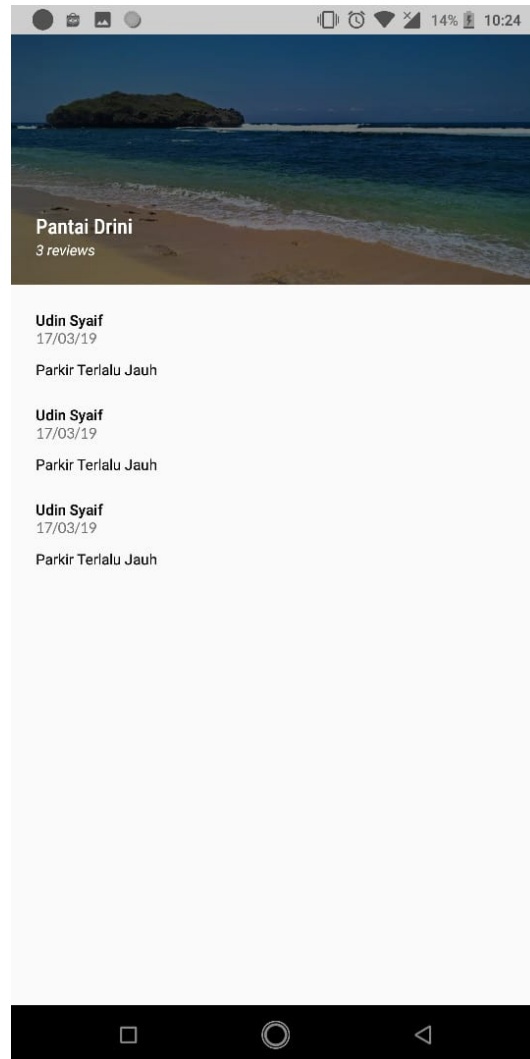 14% 10:24
Pantai Drini
3 reviews
Udin Syaif
17/03/19
Parkir Terlalu Jauh
Udin Syaif
17/03/19
Parkir Terlalu Jauh
Udin Syaif
17/03/19
Parkir Terlalu Jauh